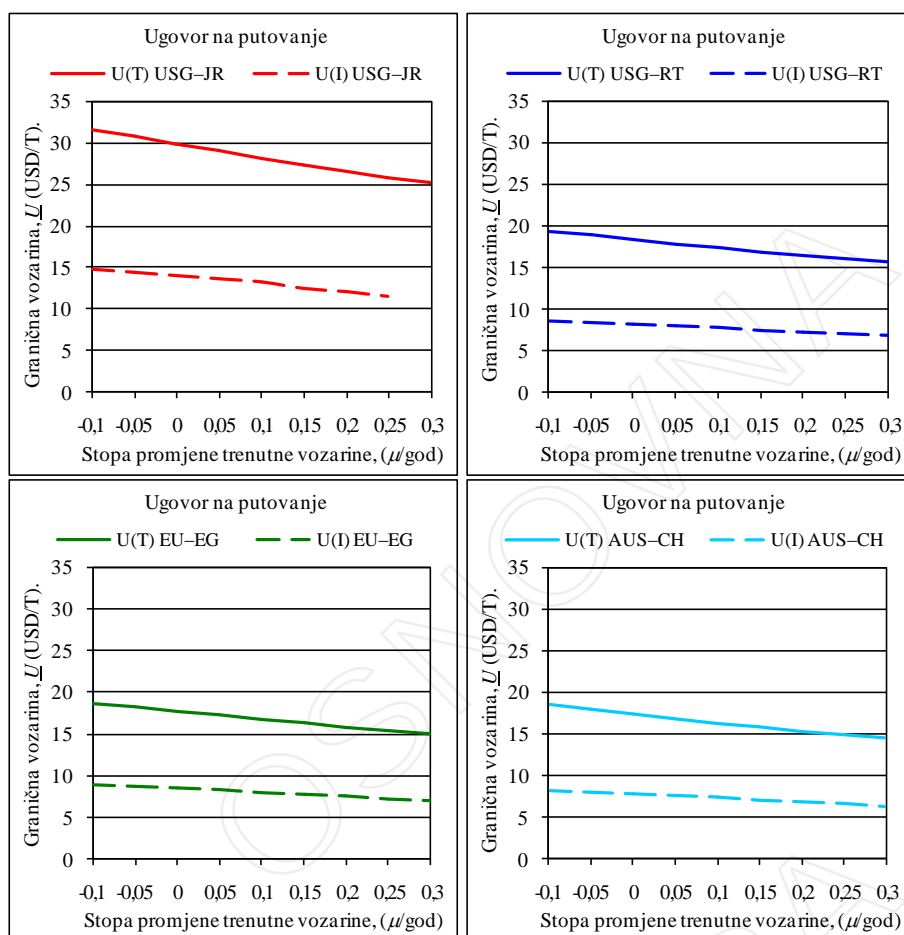 Ugovor na putovanje
U(T) USG–JR U(I) USG–JR
Granična vozarina, U (USD/T).
35
30
25
20
15
10
5
0
-0,1 -0,05 0 0,05 0,1 0,15 0,2 0,25 0,3
Stopa promjene trenutne vozarine, (μ/god)
Ugovor na putovanje
U(T) USG–RT U(I) USG–RT
Granična vozarina, U (USD/T).
35
30
25
20
15
10
5
0
-0,1 -0,05 0 0,05 0,1 0,15 0,2 0,25 0,3
Stopa promjene trenutne vozarine, (μ/god)
Ugovor na putovanje
U(T) EU–EG U(I) EU–EG
Granična vozarina, U (USD/T).
35
30
25
20
15
10
5
0
-0,1 -0,05 0 0,05 0,1 0,15 0,2 0,25 0,3
Stopa promjene trenutne vozarine, (μ/god)
Ugovor na putovanje
U(T) AUS–CH U(I) AUS–CH
Granična vozarina, U (USD/T).
35
30
25
20
15
10
5
0
-0,1 -0,05 0 0,05 0,1 0,15 0,2 0,25 0,3
Stopa promjene trenutne vozarine, (μ/god)
OSNOVNA